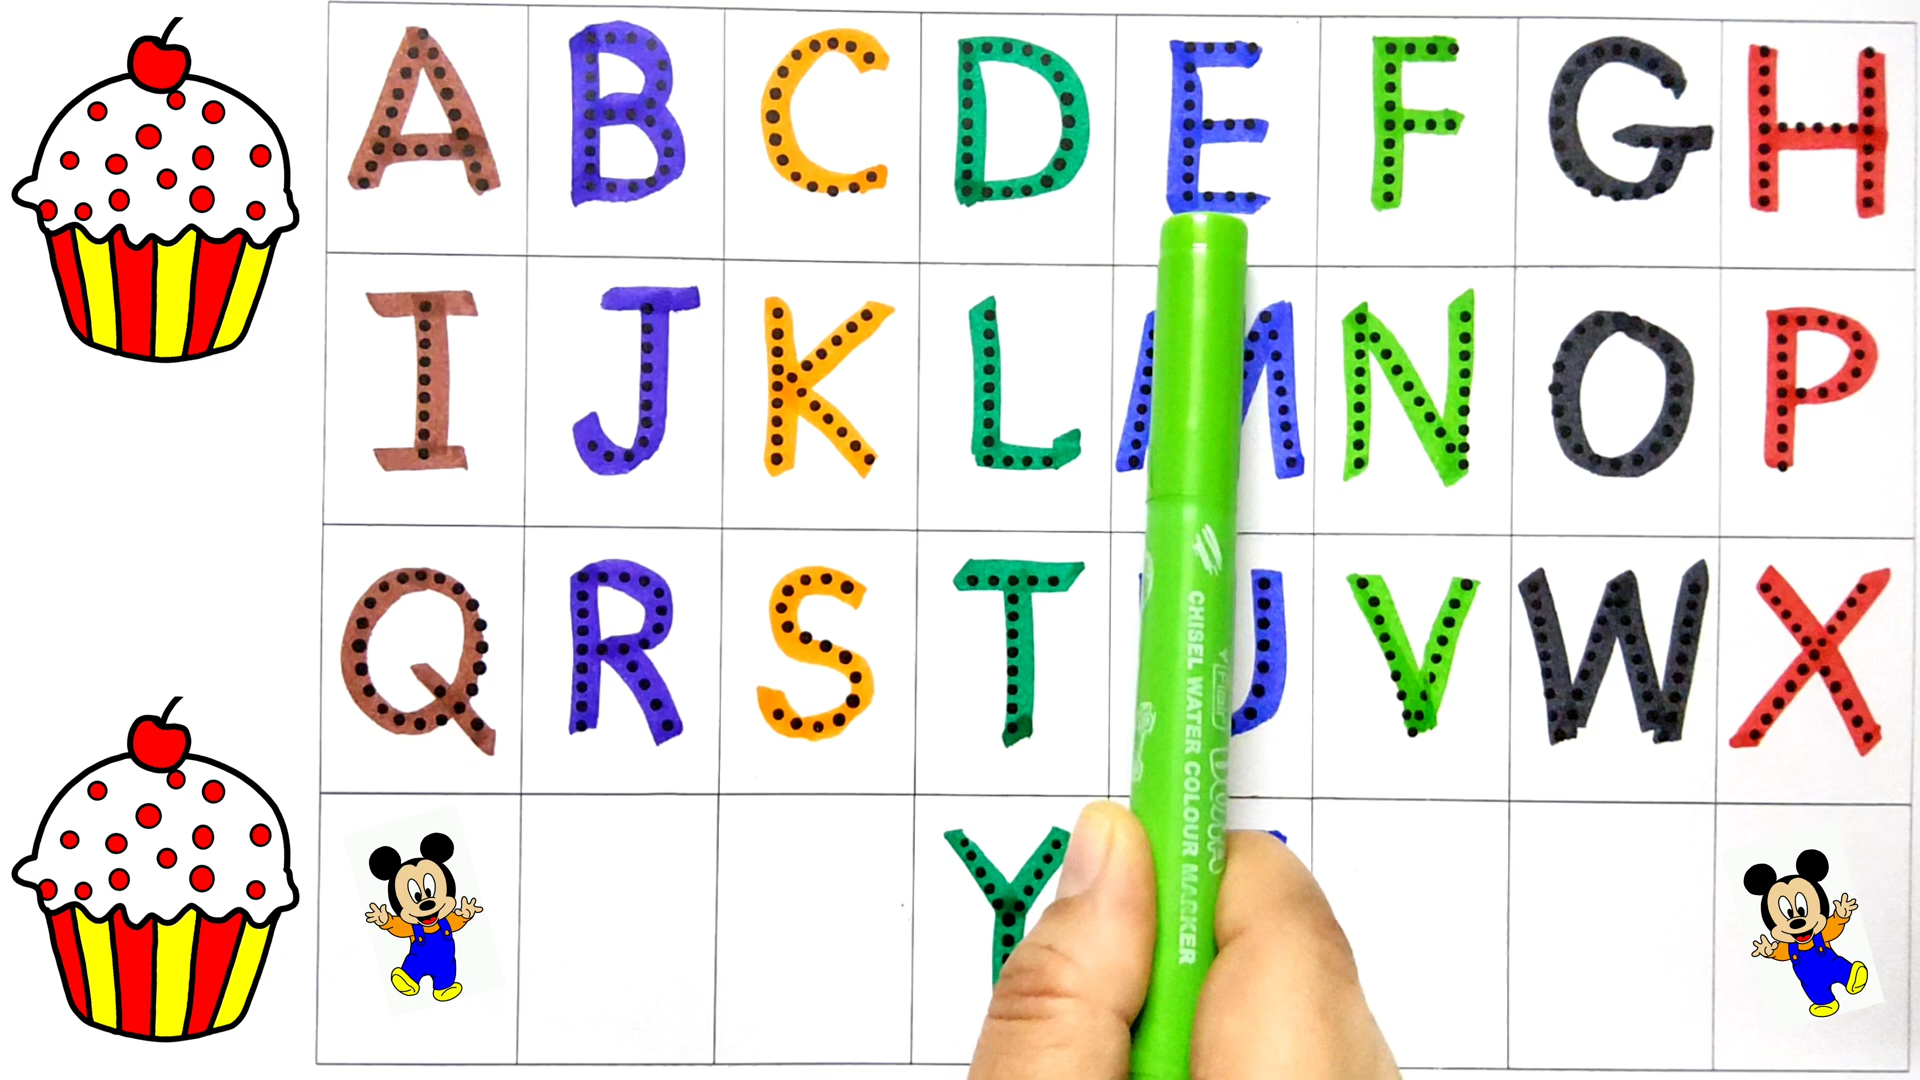 A B C D E F G H
I J K L M N O P
Q R S T U V W X
Y
CHISEL WATER COLOUR MARKER